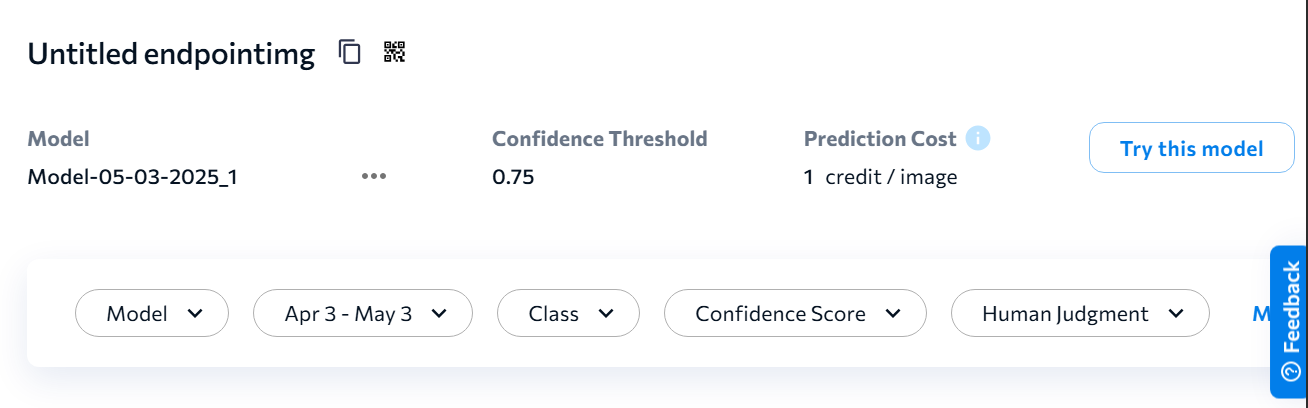 Untitled endpointimg
Model
Model-05-03-2025_1
Confidence Threshold
0.75
Prediction Cost
1 credit / image
Try this model
Model
Apr 3 - May 3
Class
Confidence Score
Human Judgment
Feedback